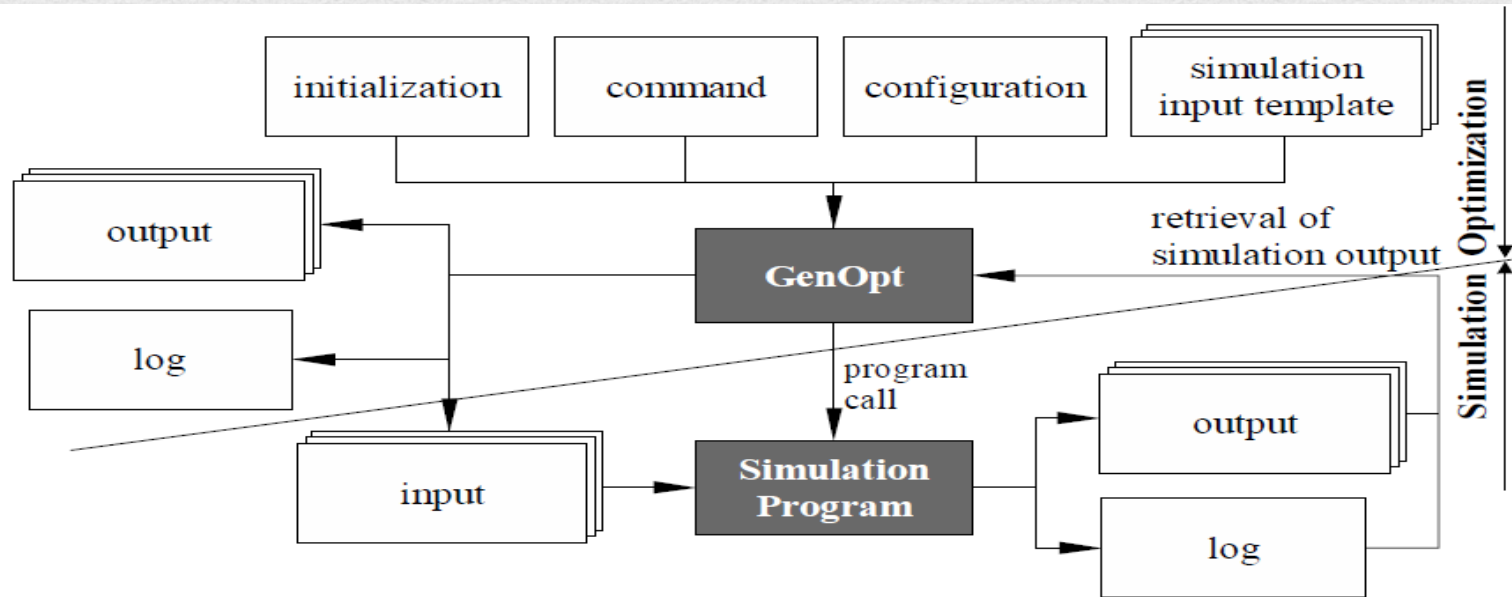 initialization
command
configuration
simulation
input template
output
log
GenOpt
retrieval of
simulation output
program
call
input
Simulation
Program
output
log
Optimization
Simulation